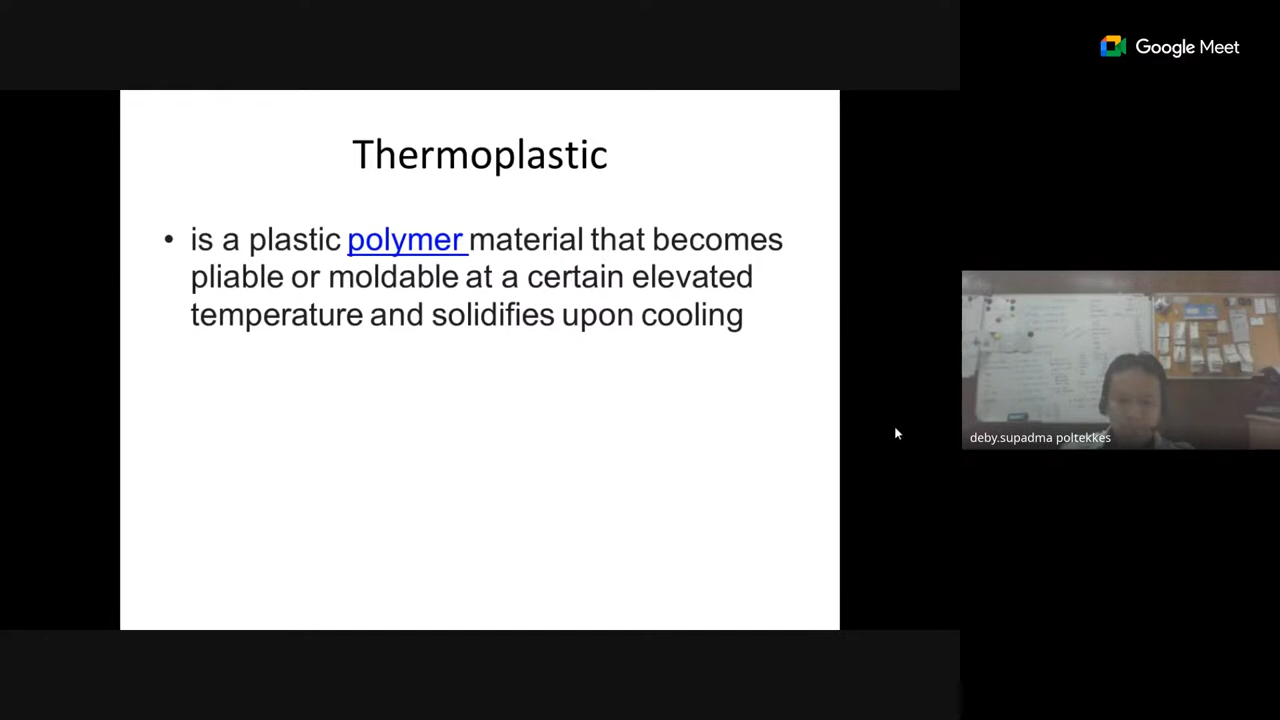 Google Meet
Thermoplastic
• is a plastic polymer material that becomes
pliable or moldable at a certain elevated
temperature and solidifies upon cooling
deby.supadma poltekkes